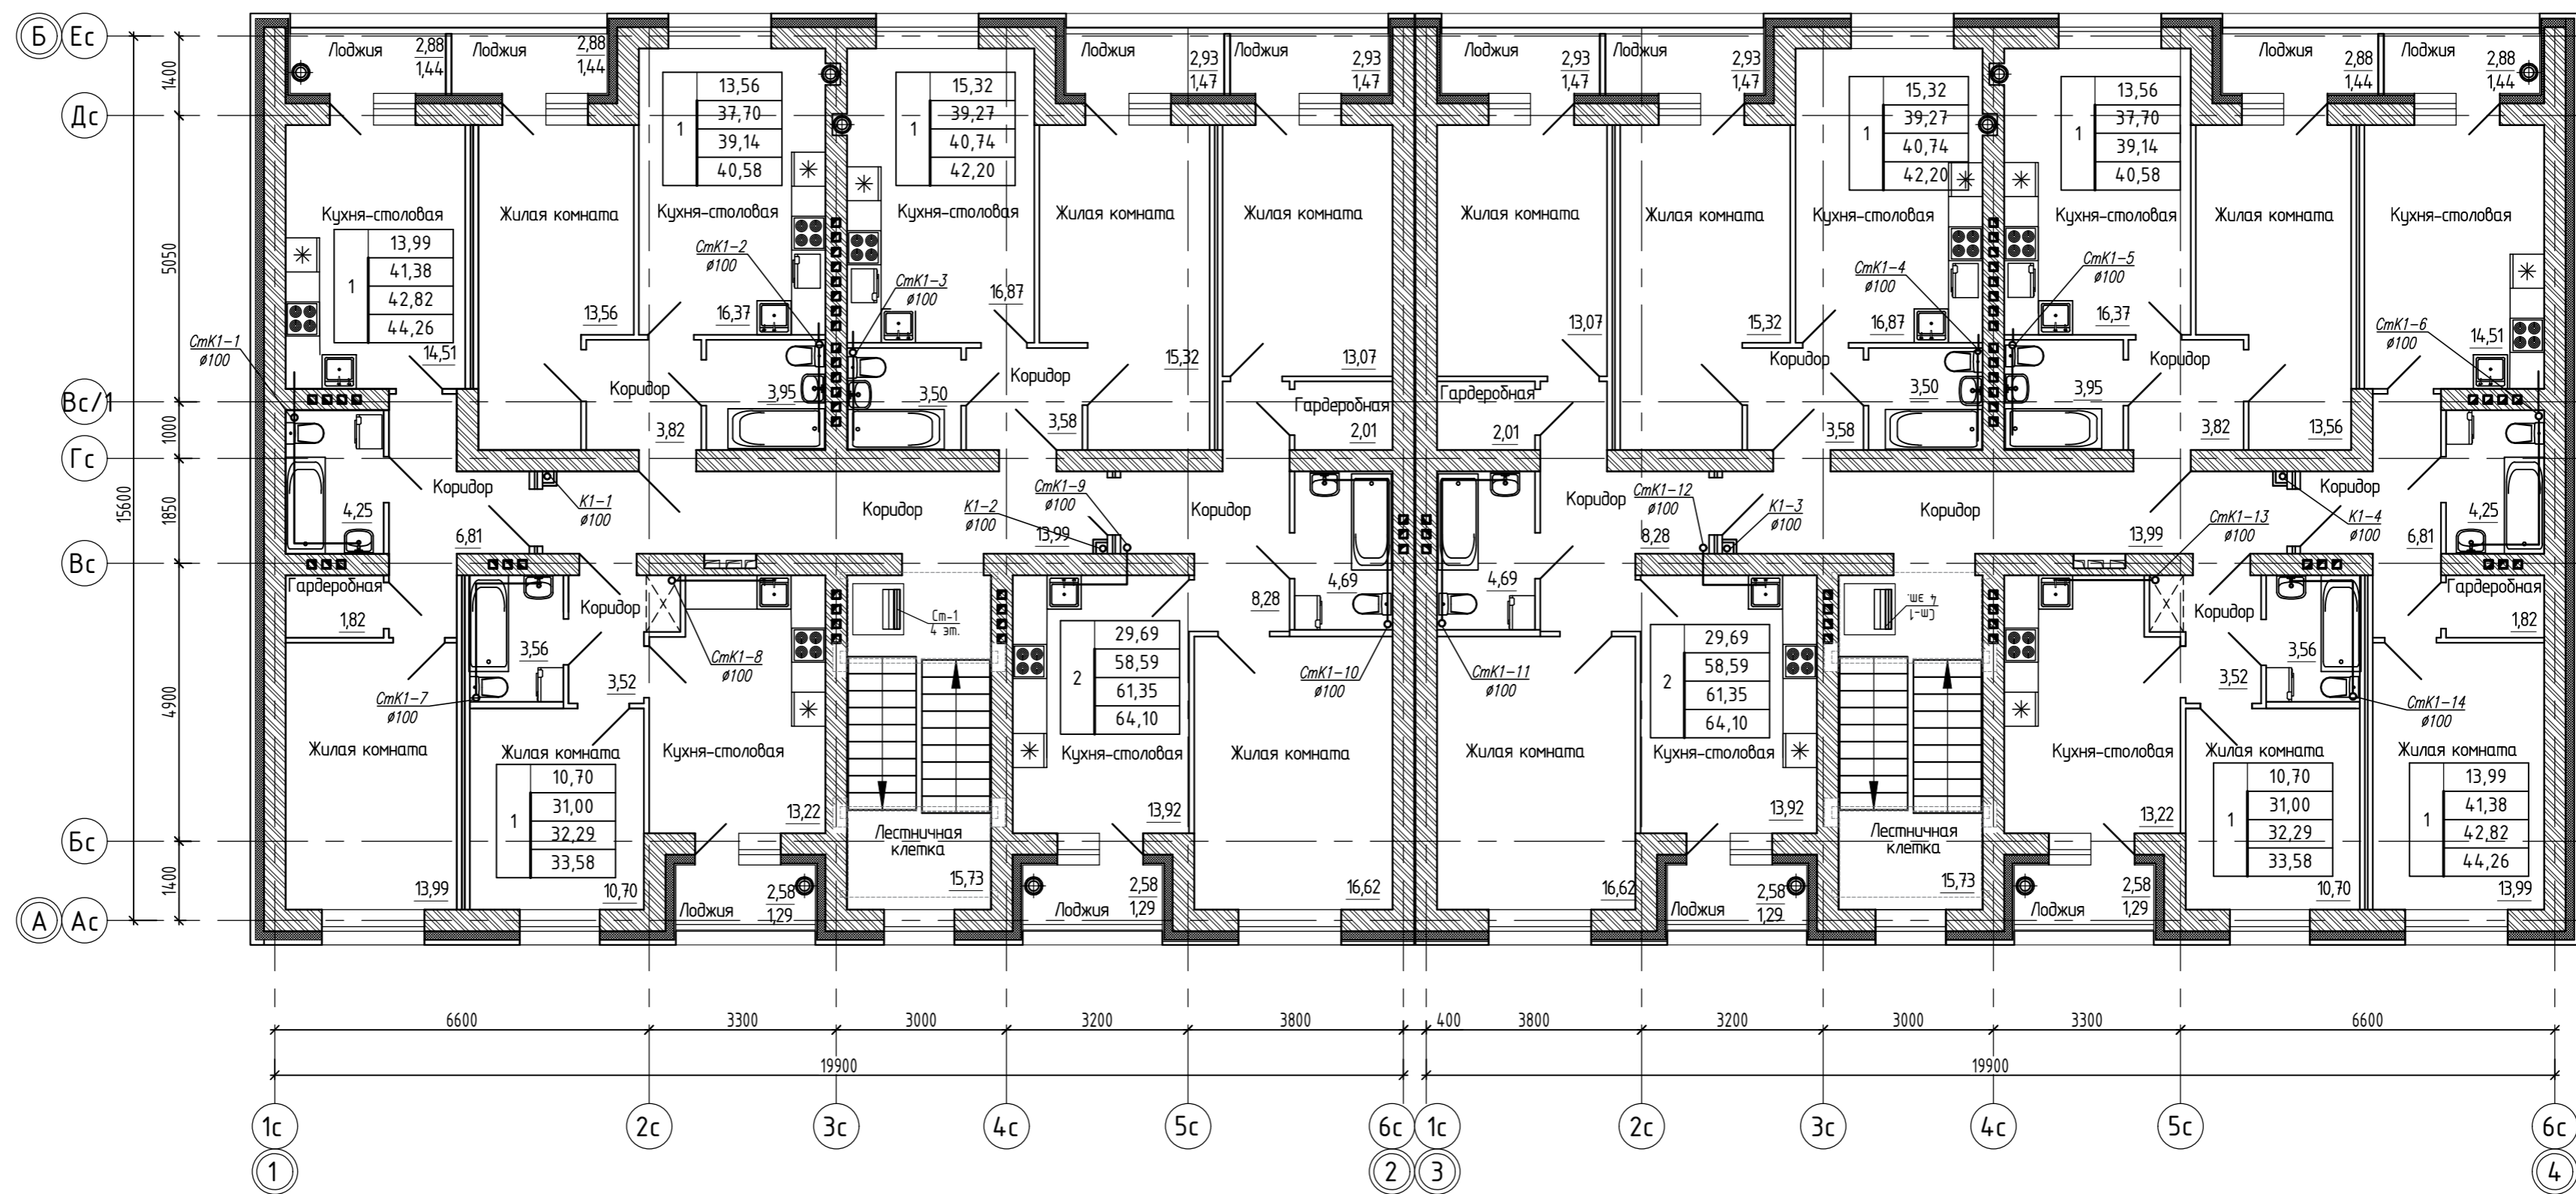 Б Ес
Лоджия 2,88 1,44 Лоджия 2,88 1,44 Лоджия 2,93 1,47 Лоджия 2,93 1,47 Лоджия 2,93 1,47 Лоджия 2,93 1,47 Лоджия 2,88 1,44 Лоджия 2,88 1,44
1400
Дс
1 13,56 37,70 39,14 40,58
1 15,32 39,27 40,74 42,20
1 15,32 39,27 40,74 42,20
1 13,56 37,70 39,14 40,58
5050
Кухня-столовая Жилая комната Кухня-столовая Кухня-столовая Жилая комната Жилая комната Жилая комната Жилая комната Кухня-столовая Кухня-столовая Жилая комната Кухня-столовая
1 13,99 41,38 42,82 44,26
СтК1-1 ø100
СтК1-2 ø100
СтК1-3 ø100
СтК1-4 ø100
СтК1-5 ø100
СтК1-6 ø100
14,51 13,56 16,37 16,87 15,32 13,07 13,07 15,32 16,87 16,37 14,51
Вс/1
Коридор Коридор Коридор Коридор
3,95 3,50 Гардеробная Гардеробная 3,50 3,95
1000
3,82 3,58 2,01 2,01 3,58 3,82 13,56
Гс
15600
1850
Коридор Коридор Коридор Коридор Коридор Коридор
4,25 К1-1 ø100
К1-2 ø100
СтК1-9 ø100
СтК1-12 ø100
К1-3 ø100
СтК1-13 ø100
К1-4 ø100
4,25
6,81 13,99 8,28 13,99 6,81
Вс
Гардеробная Коридор 4,69 4,69 Коридор Гардеробная
1,82 3,56 8,28 3,56 1,82
Ст-1
4 эт.
Ст-1
4 эт.
2 29,69 58,59 61,35 64,10
2 29,69 58,59 61,35 64,10
СтК1-7 ø100
СтК1-8 ø100
СтК1-10 ø100
СтК1-11 ø100
СтК1-14 ø100
3,52 3,52
4900
Жилая комната Жилая комната Кухня-столовая Кухня-столовая Жилая комната Жилая комната Кухня-столовая Кухня-столовая Жилая комната Жилая комната
1 10,70 31,00 32,29 33,58
1 10,70 31,00 32,29 33,58
1 13,99 41,38 42,82 44,26
13,22 13,92 13,92 13,22
Лестничная
клетка
Лестничная
клетка
Бс
1400
13,99 10,70 15,73 16,62 16,62 15,73 10,70 13,99
Лоджия 2,58 1,29 Лоджия 2,58 1,29 Лоджия 2,58 1,29 Лоджия 2,58 1,29
А Ас
6600 3300 3000 3200 3800 400 3800 3200 3000 3300 6600
19900 19900
1с 2с 3с 4с 5с 6с 1с 2с 3с 4с 5с 6с
1 2 3 4